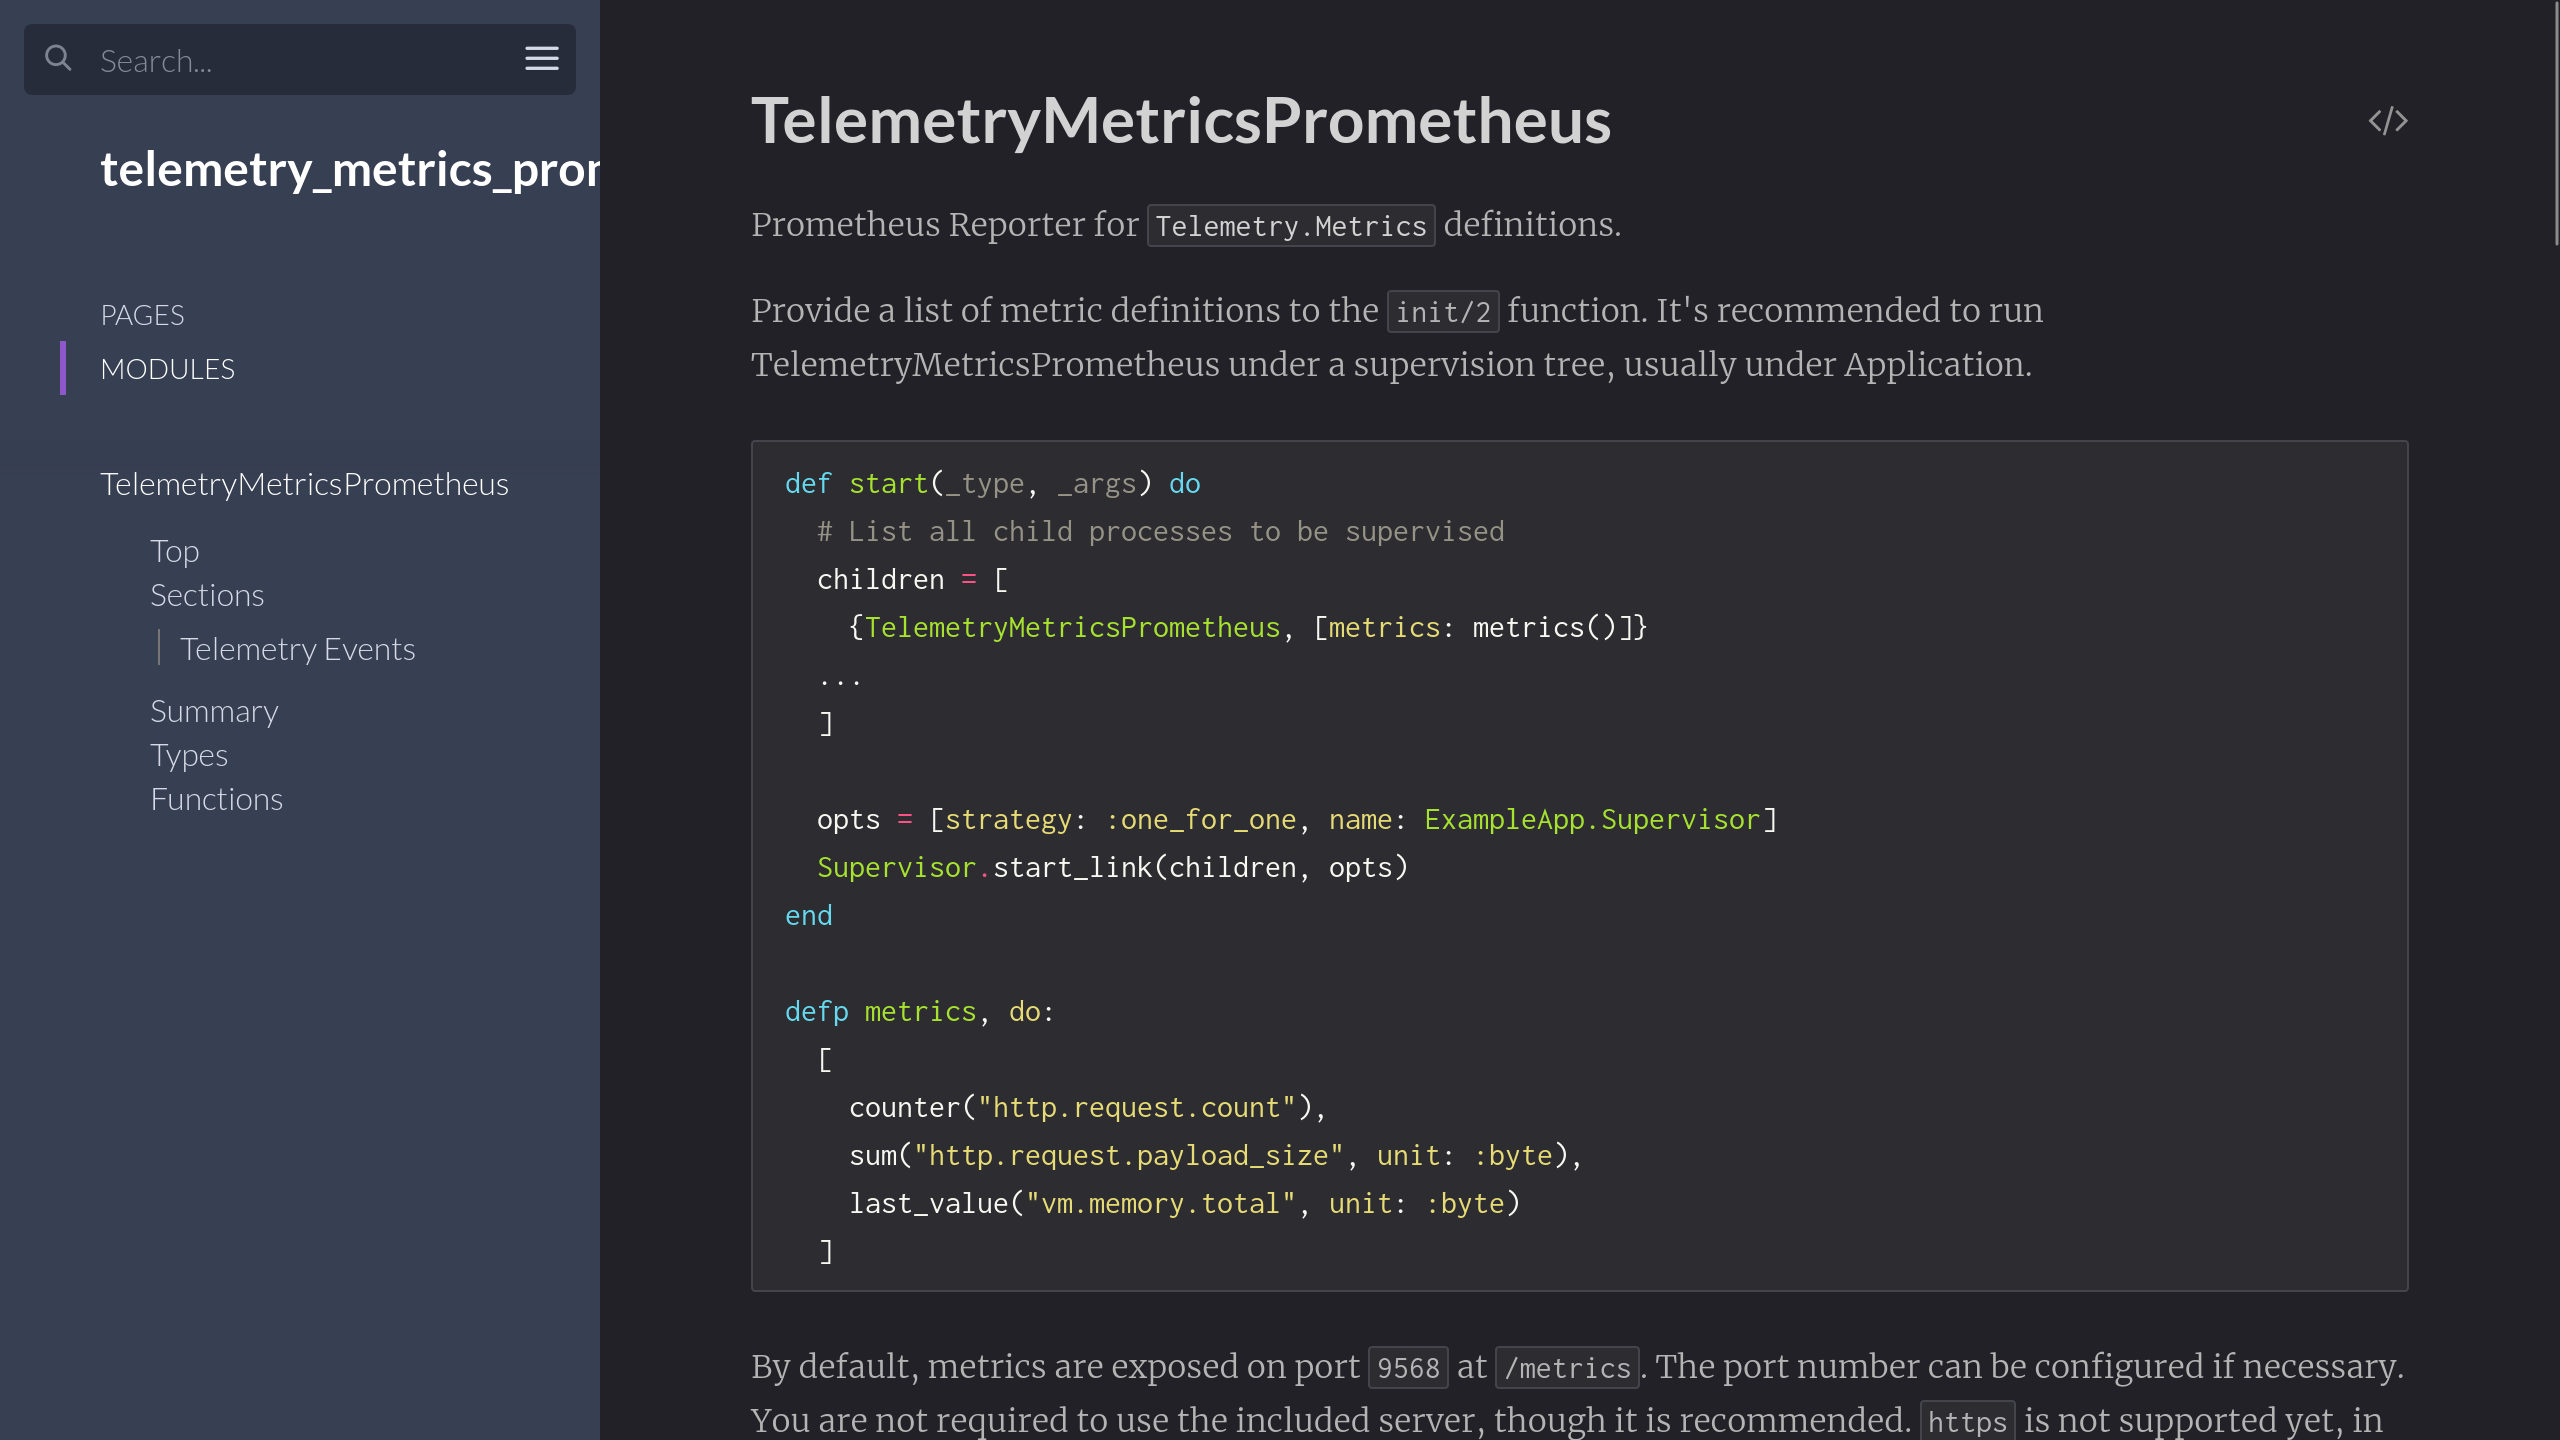 Search...
telemetry_metrics_pron
PAGES
MODULES
TelemetryMetricsPrometheus
Top
Sections
Telemetry Events
Summary
Types
Functions
TelemetryMetricsPrometheus
Prometheus Reporter for Telemetry.Metrics definitions.
Provide a list of metric definitions to the init/2 function. It's recommended to run
TelemetryMetricsPrometheus under a supervision tree, usually under Application.
def start(_type, _args) do
  # List all child processes to be supervised
  children = [
    {TelemetryMetricsPrometheus, [metrics: metrics()]}
  ...
  ]
  opts = [strategy: :one_for_one, name: ExampleApp.Supervisor]
  Supervisor.start_link(children, opts)
end
defp metrics, do:
  [
    counter("http.request.count"),
    sum("http.request.payload_size", unit: :byte),
    last_value("vm.memory.total", unit: :byte)
  ]
By default, metrics are exposed on port 9568 at /metrics. The port number can be configured if necessary.
You are not required to use the included server, though it is recommended. https is not supported yet, in